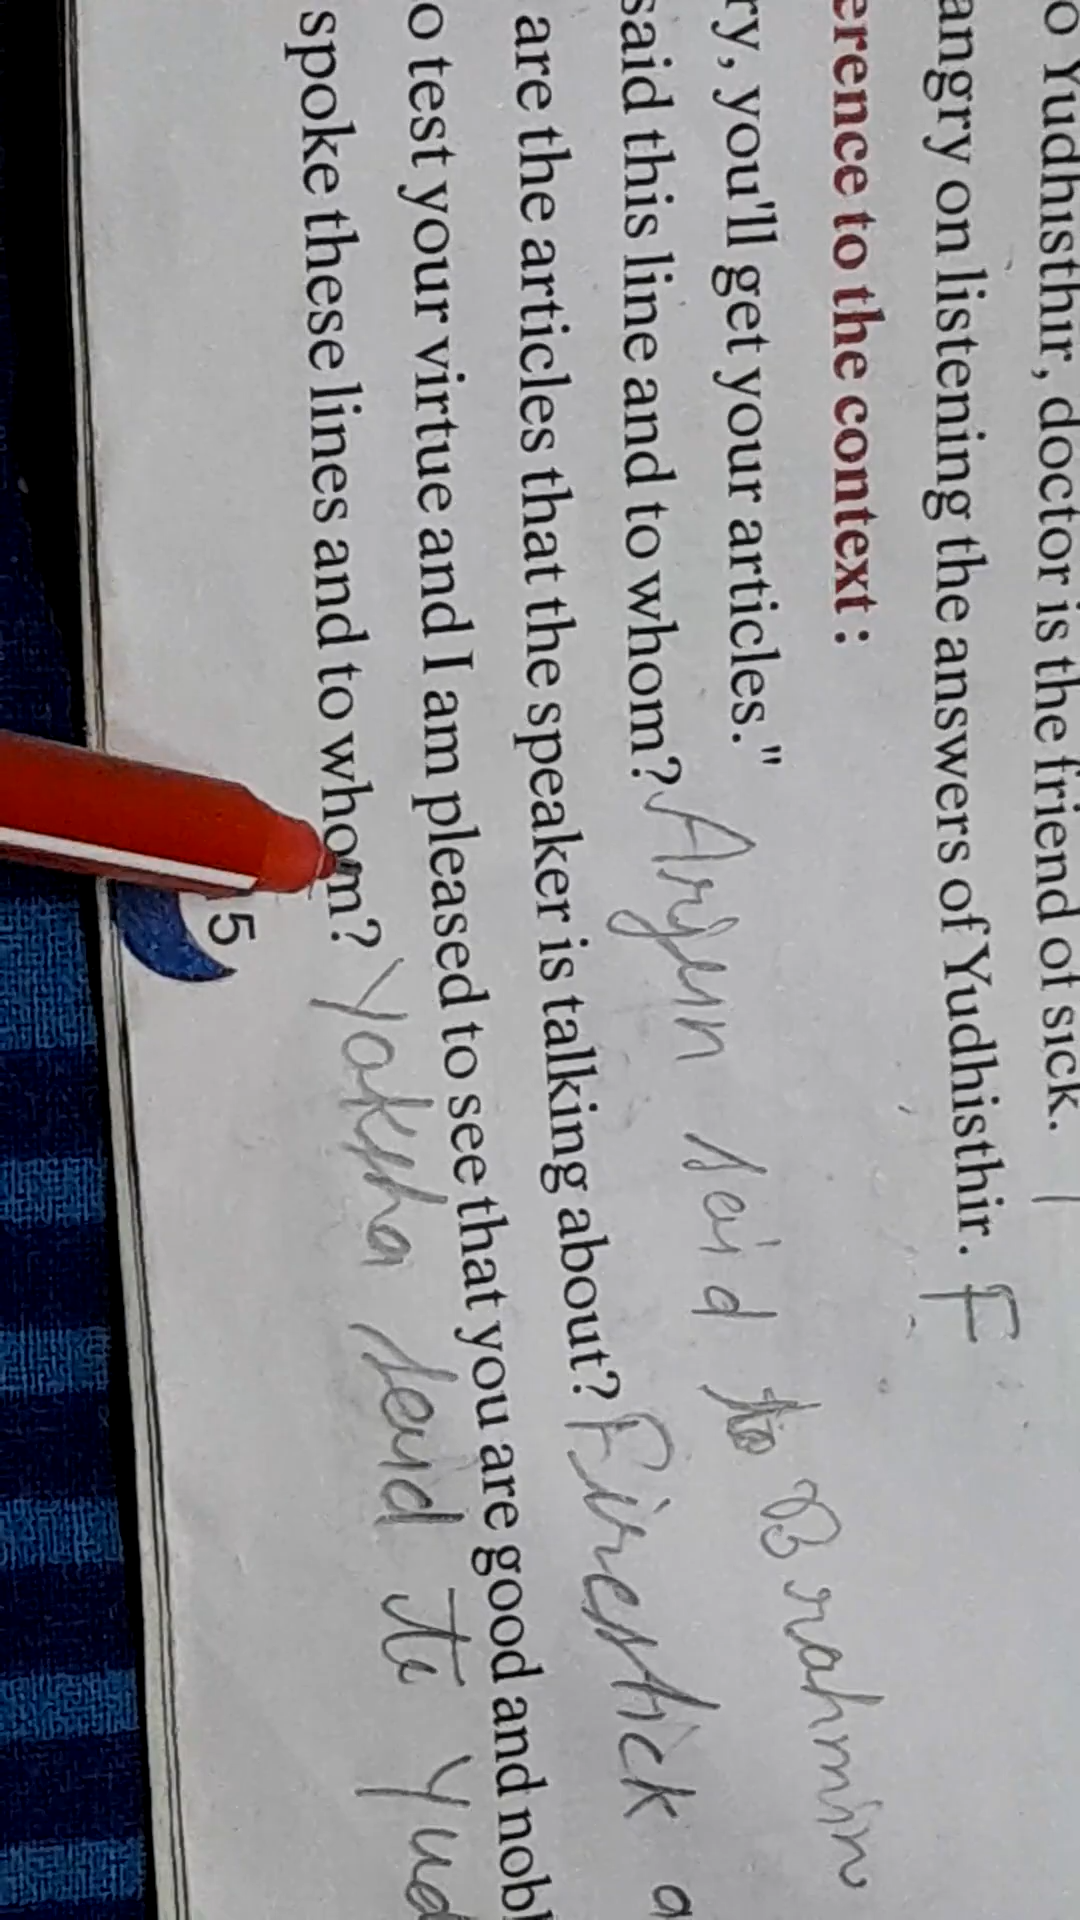 o Yudhisthir, doctor is the friend of sick.
angry on listening the answers of Yudhisthir. F
erence to the context :
ry, you'll get your articles."
said this line and to whom? Arjun said to Brahmin
are the articles that the speaker is talking about? Firestick a
o test your virtue and I am pleased to see that you are good and nobl
spoke these lines and to whom? Yaksha said to Yud
5